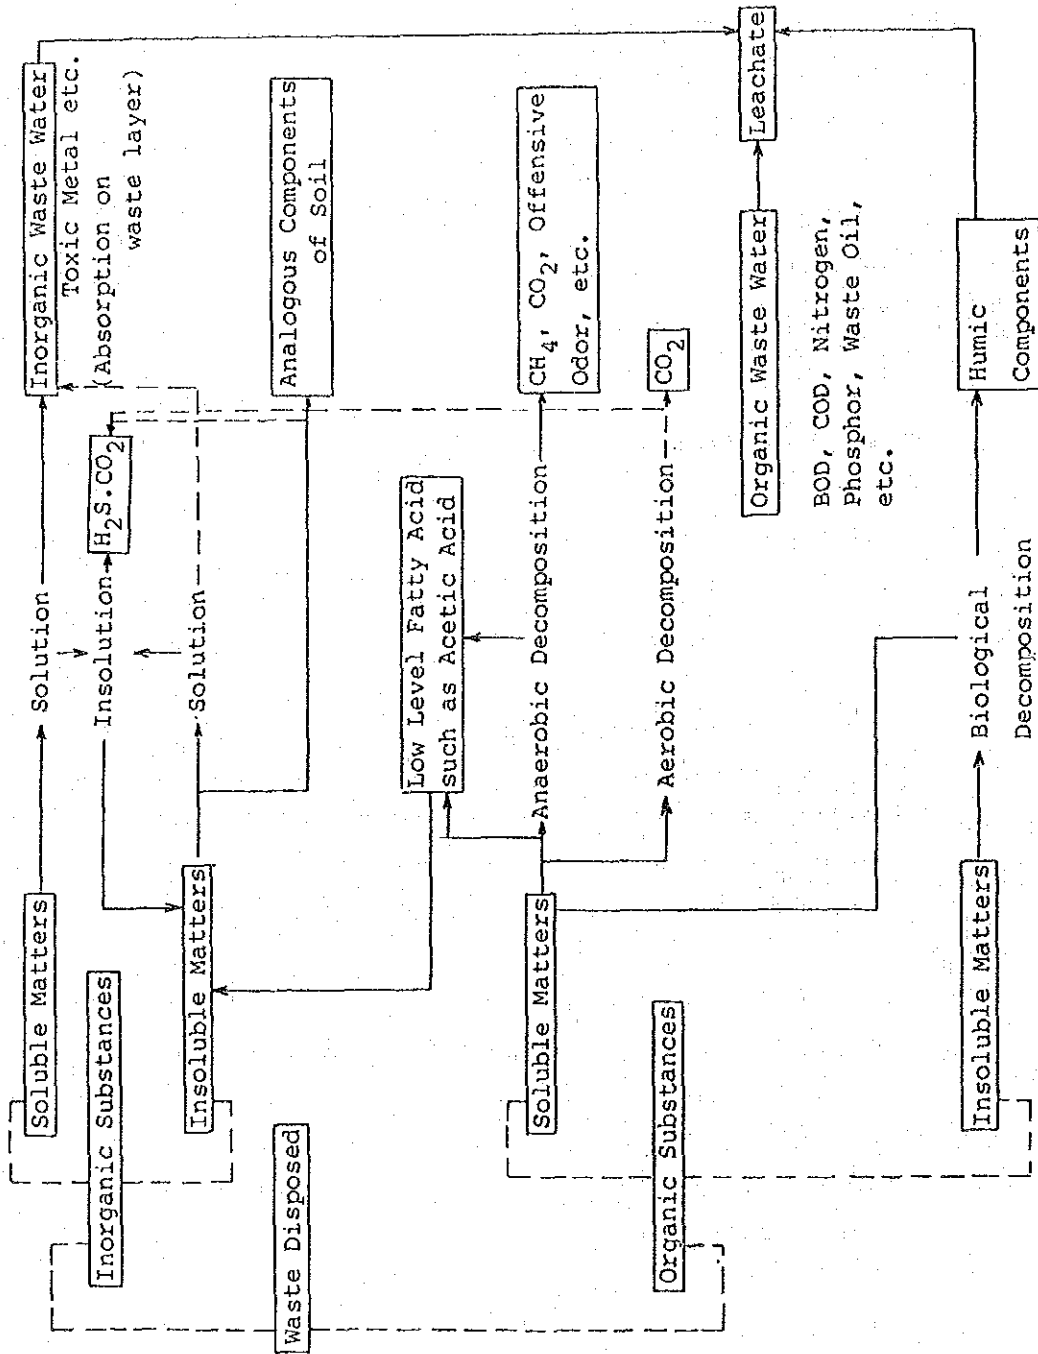 Waste Disposed
Inorganic Substances
Organic Substances
Soluble Matters
Insoluble Matters
Soluble Matters
Insoluble Matters
Solution
Insolution
Solution
H₂S.CO₂
Low Level Fatty Acid
such as Acetic Acid
Anaerobic Decomposition
Aerobic Decomposition
Biological
Decomposition
Inorganic Waste Water
Toxic Metal etc.
(Absorption on
waste layer)
Analogous Components
of Soil
CH₄, CO₂, Offensive
Odor, etc.
CO₂
Organic Waste Water
BOD, COD, Nitrogen,
Phosphor, Waste Oil,
etc.
Humic
Components
Leachate